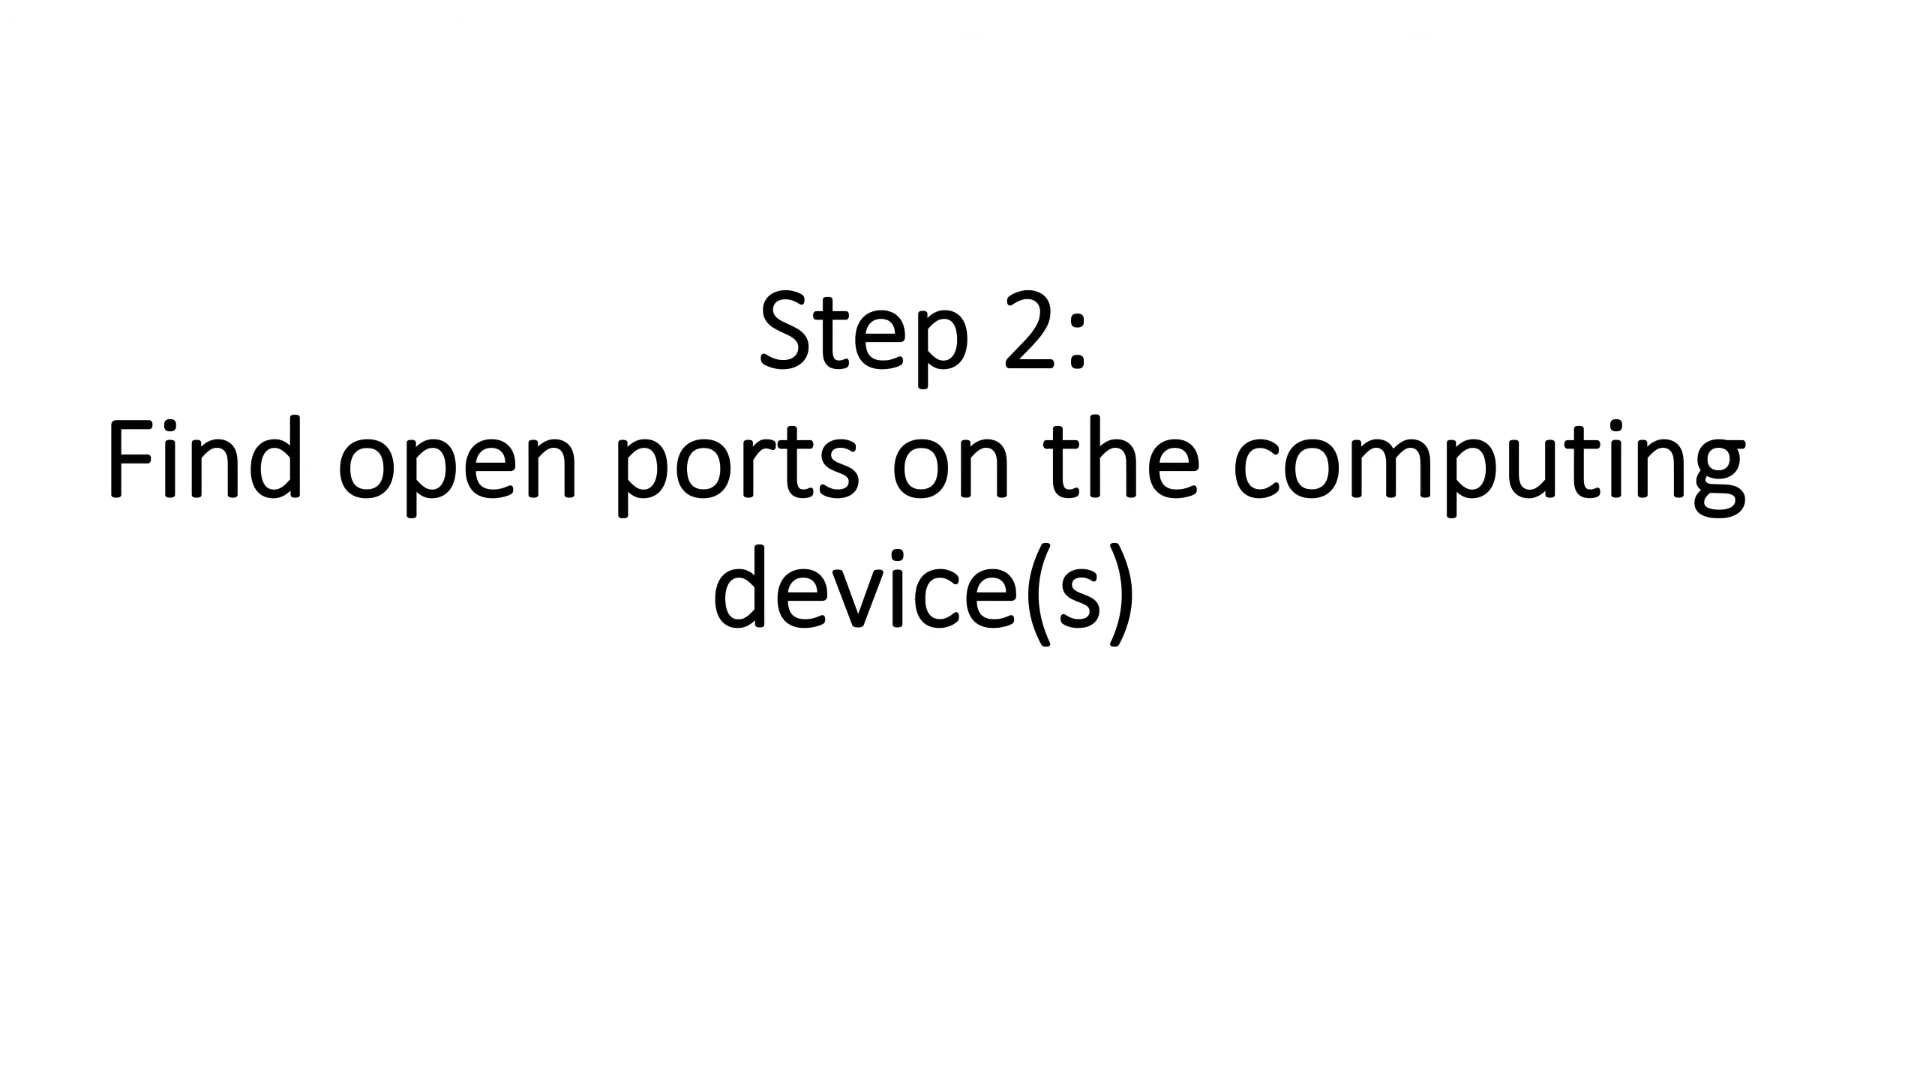 Step 2:
Find open ports on the computing
device(s)